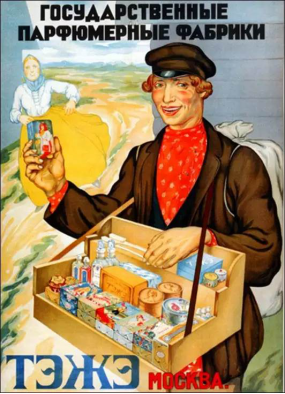 ГОСУДАРСТВЕННЫЕ
ПАРФЮМЕРНЫЕ ФАБРИКИ
ТЭЖЭ МОСКВА.